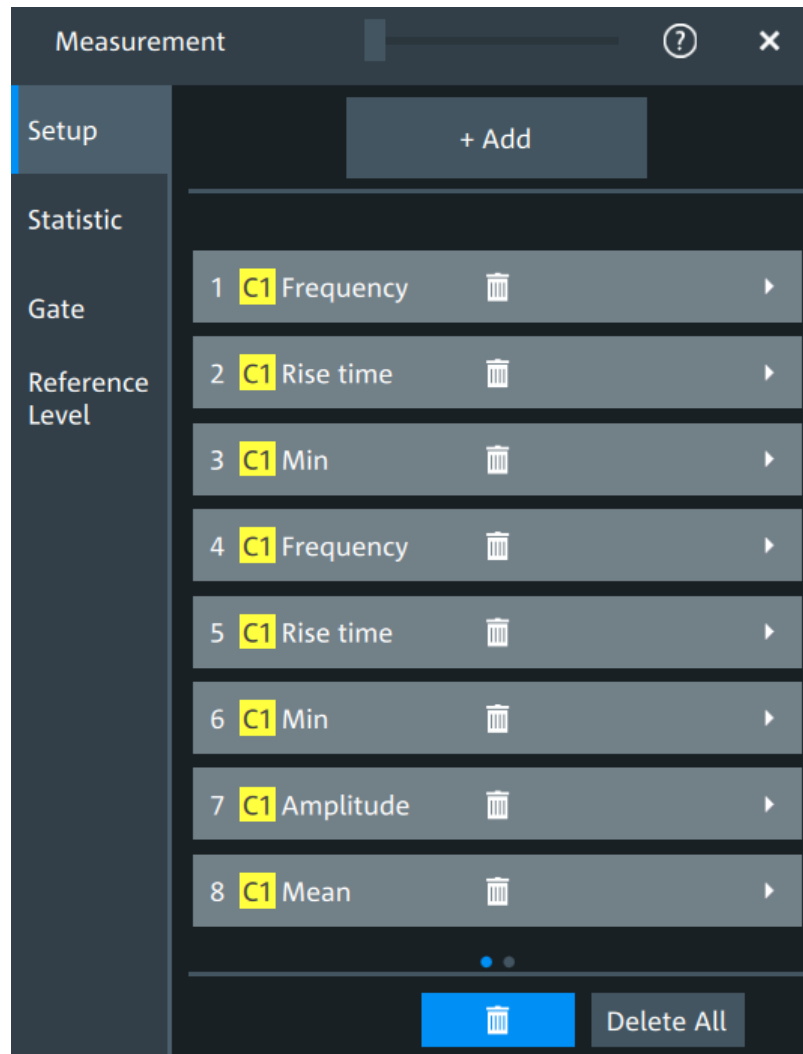 Measurement ? ×
Setup
+ Add
Statistic
Gate
Reference
Level
1 C1 Frequency
2 C1 Rise time
3 C1 Min
4 C1 Frequency
5 C1 Rise time
6 C1 Min
7 C1 Amplitude
8 C1 Mean
Delete All